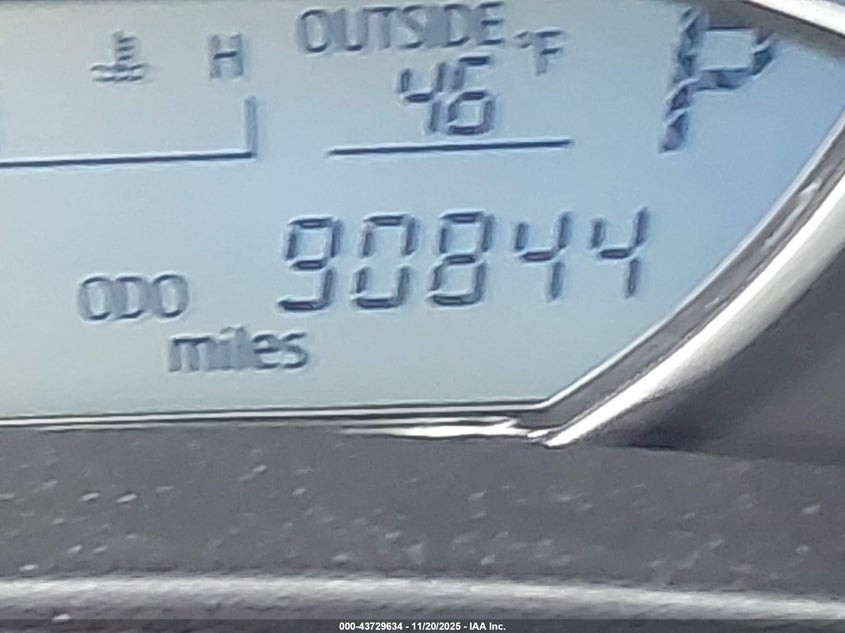 H OUTSIDE °F P
46
90844
ODO
miles
000-43729634 - 11/20/2025 - IAA Inc.